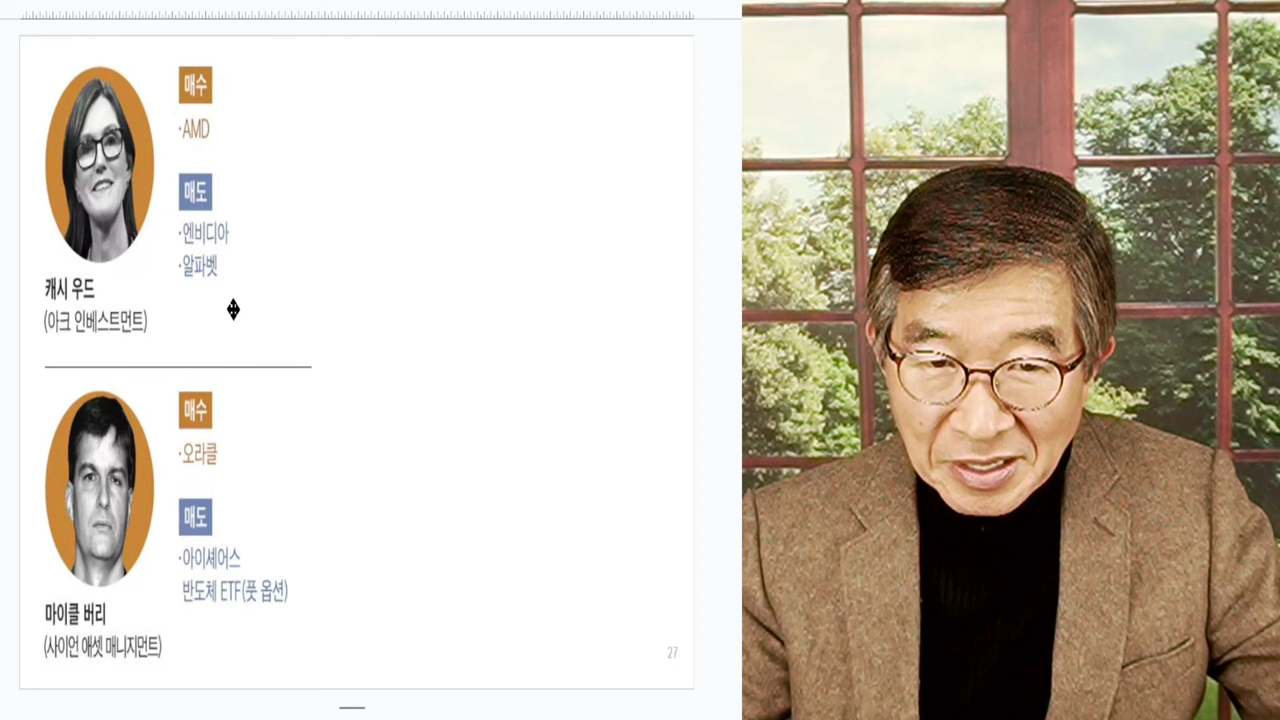 매수
·AMD
매도
·엔비디아
·알파벳
캐시 우드
(아크 인베스트먼트)
매수
·오라클
매도
·아이셰어스
반도체 ETF(풋 옵션)
마이클 버리
(사이언 애셋 매니지먼트)
27